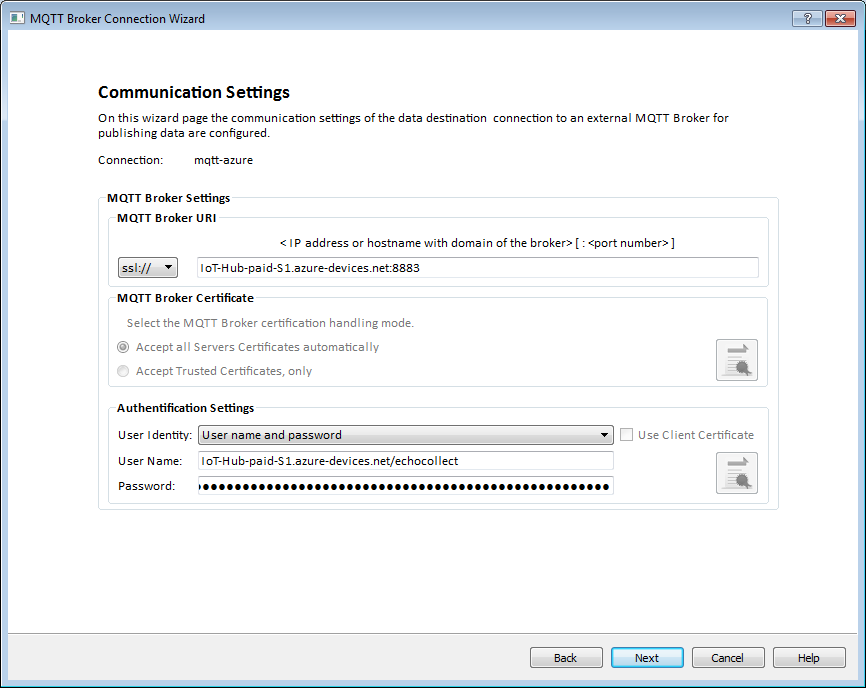 MQTT Broker Connection Wizard
?
Communication Settings
On this wizard page the communication settings of the data destination connection to an external MQTT Broker for
publishing data are configured.
Connection: mqtt-azure
MQTT Broker Settings
MQTT Broker URI
< IP address or hostname with domain of the broker> [ : <port number> ]
ssl:// IoT-Hub-paid-S1.azure-devices.net:8883
MQTT Broker Certificate
Select the MQTT Broker certification handling mode.
Accept all Servers Certificates automatically
Accept Trusted Certificates, only
Authentification Settings
User Identity: User name and password Use Client Certificate
User Name: IoT-Hub-paid-S1.azure-devices.net/echocollect
Password:
Back Next Cancel Help